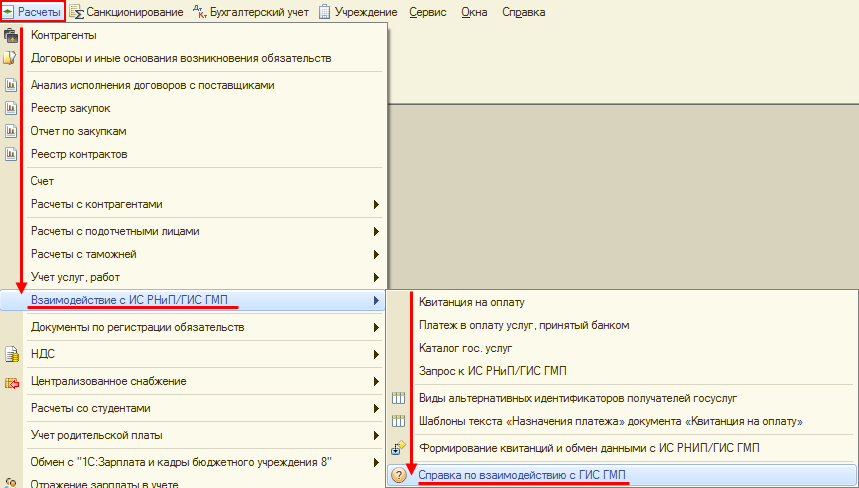 Расчеты Санкционирование Бухгалтерский учет Учреждение Сервис Окна Справка
Контрагенты
Договоры и иные основания возникновения обязательств
Анализ исполнения договоров с поставщиками
Реестр закупок
Отчет по закупкам
Реестр контрактов
Счет
Расчеты с контрагентами
Расчеты с подотчетными лицами
Расчеты с таможней
Учет услуг, работ
Взаимодействие с ИС РНиП/ГИС ГМП
Документы по регистрации обязательств
НДС
Централизованное снабжение
Расчеты со студентами
Учет родительской платы
Обмен с "1С:Зарплата и кадры бюджетного учреждения 8"
Отражение зарплаты в учете
Квитанция на оплату
Платеж в оплату услуг, принятый банком
Каталог гос. услуг
Запрос к ИС РНиП/ГИС ГМП
Виды альтернативных идентификаторов получателей госуслуг
Шаблоны текста «Назначения платежа» документа «Квитанция на оплату»
Формирование квитанций и обмен данными с ИС РНИП/ГИС ГМП
Справка по взаимодействию с ГИС ГМП